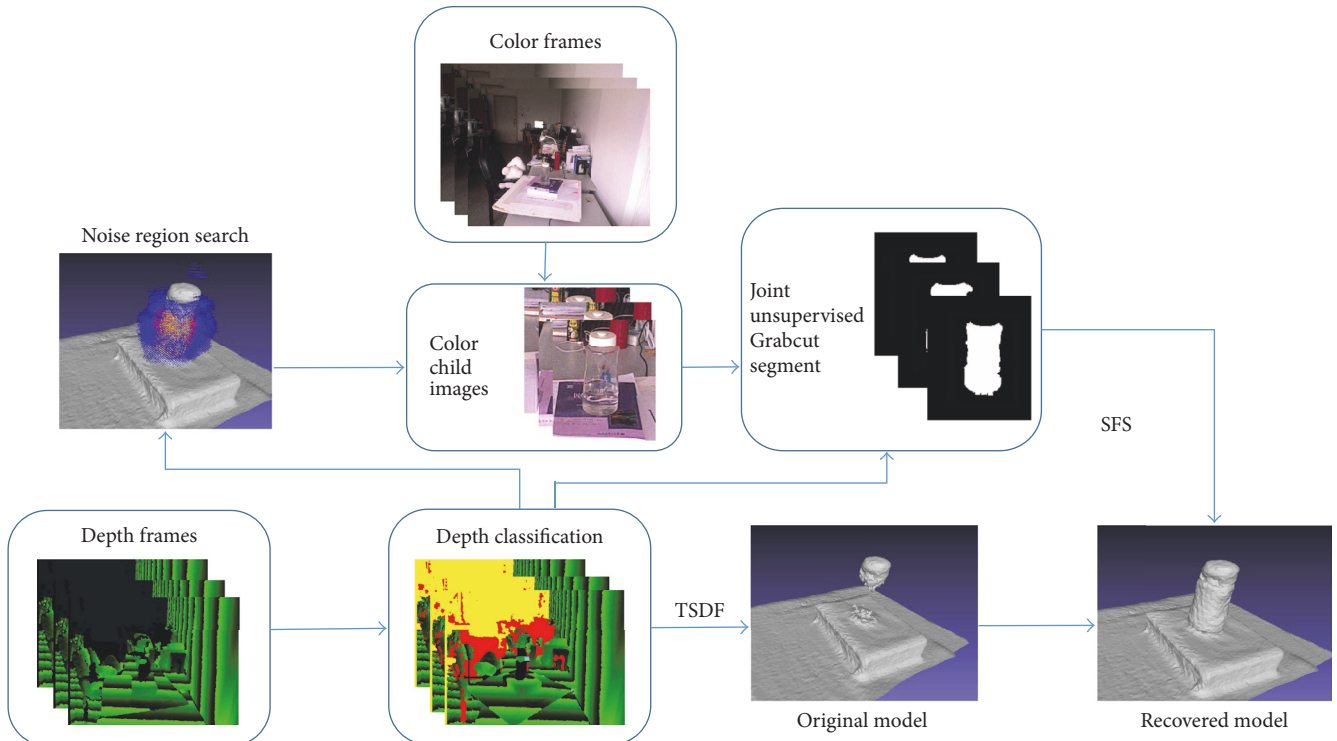 Color frames
Noise region search
Color
child
images
Joint
unsupervised
Grabcut
segment
SFS
Depth frames
Depth classification
TSDF
Original model
Recovered model